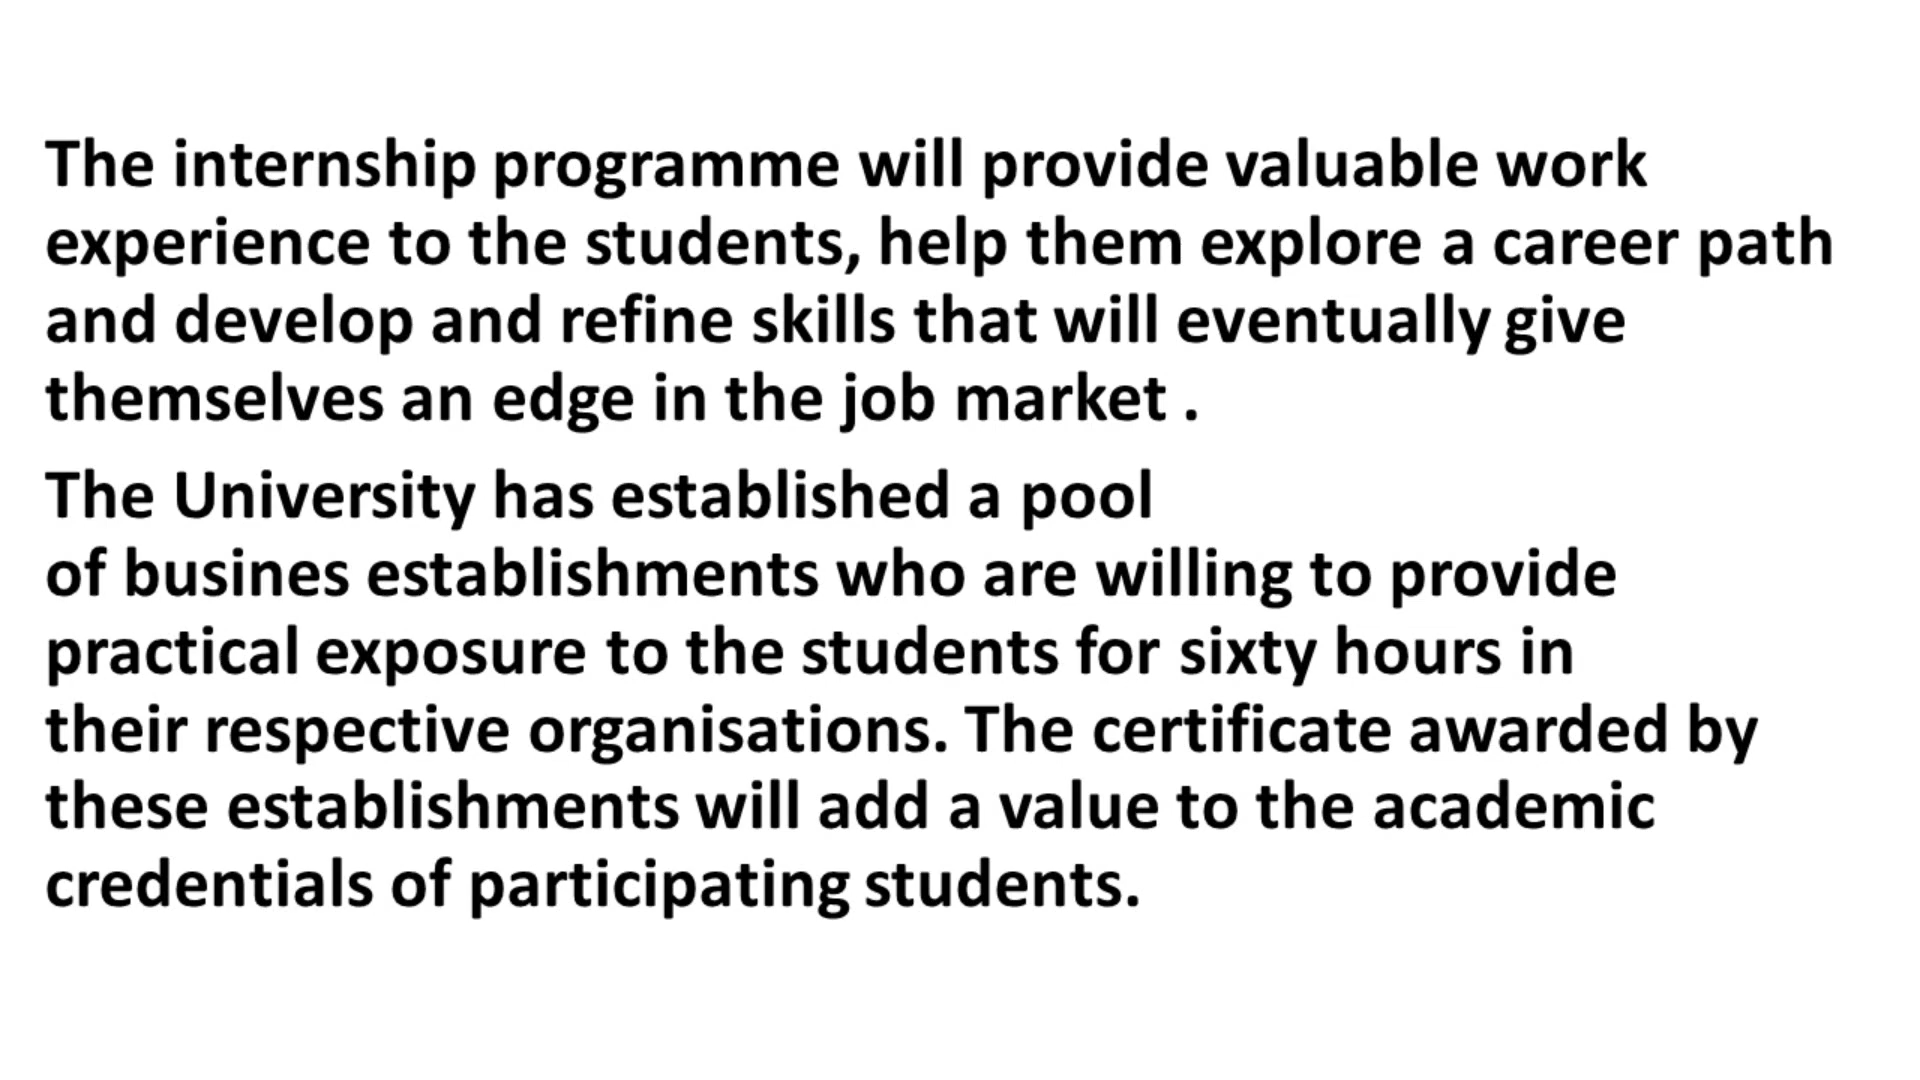 The internship programme will provide valuable work
experience to the students, help them explore a career path
and develop and refine skills that will eventually give
themselves an edge in the job market .
The University has established a pool
of busines establishments who are willing to provide
practical exposure to the students for sixty hours in
their respective organisations. The certificate awarded by
these establishments will add a value to the academic
credentials of participating students.